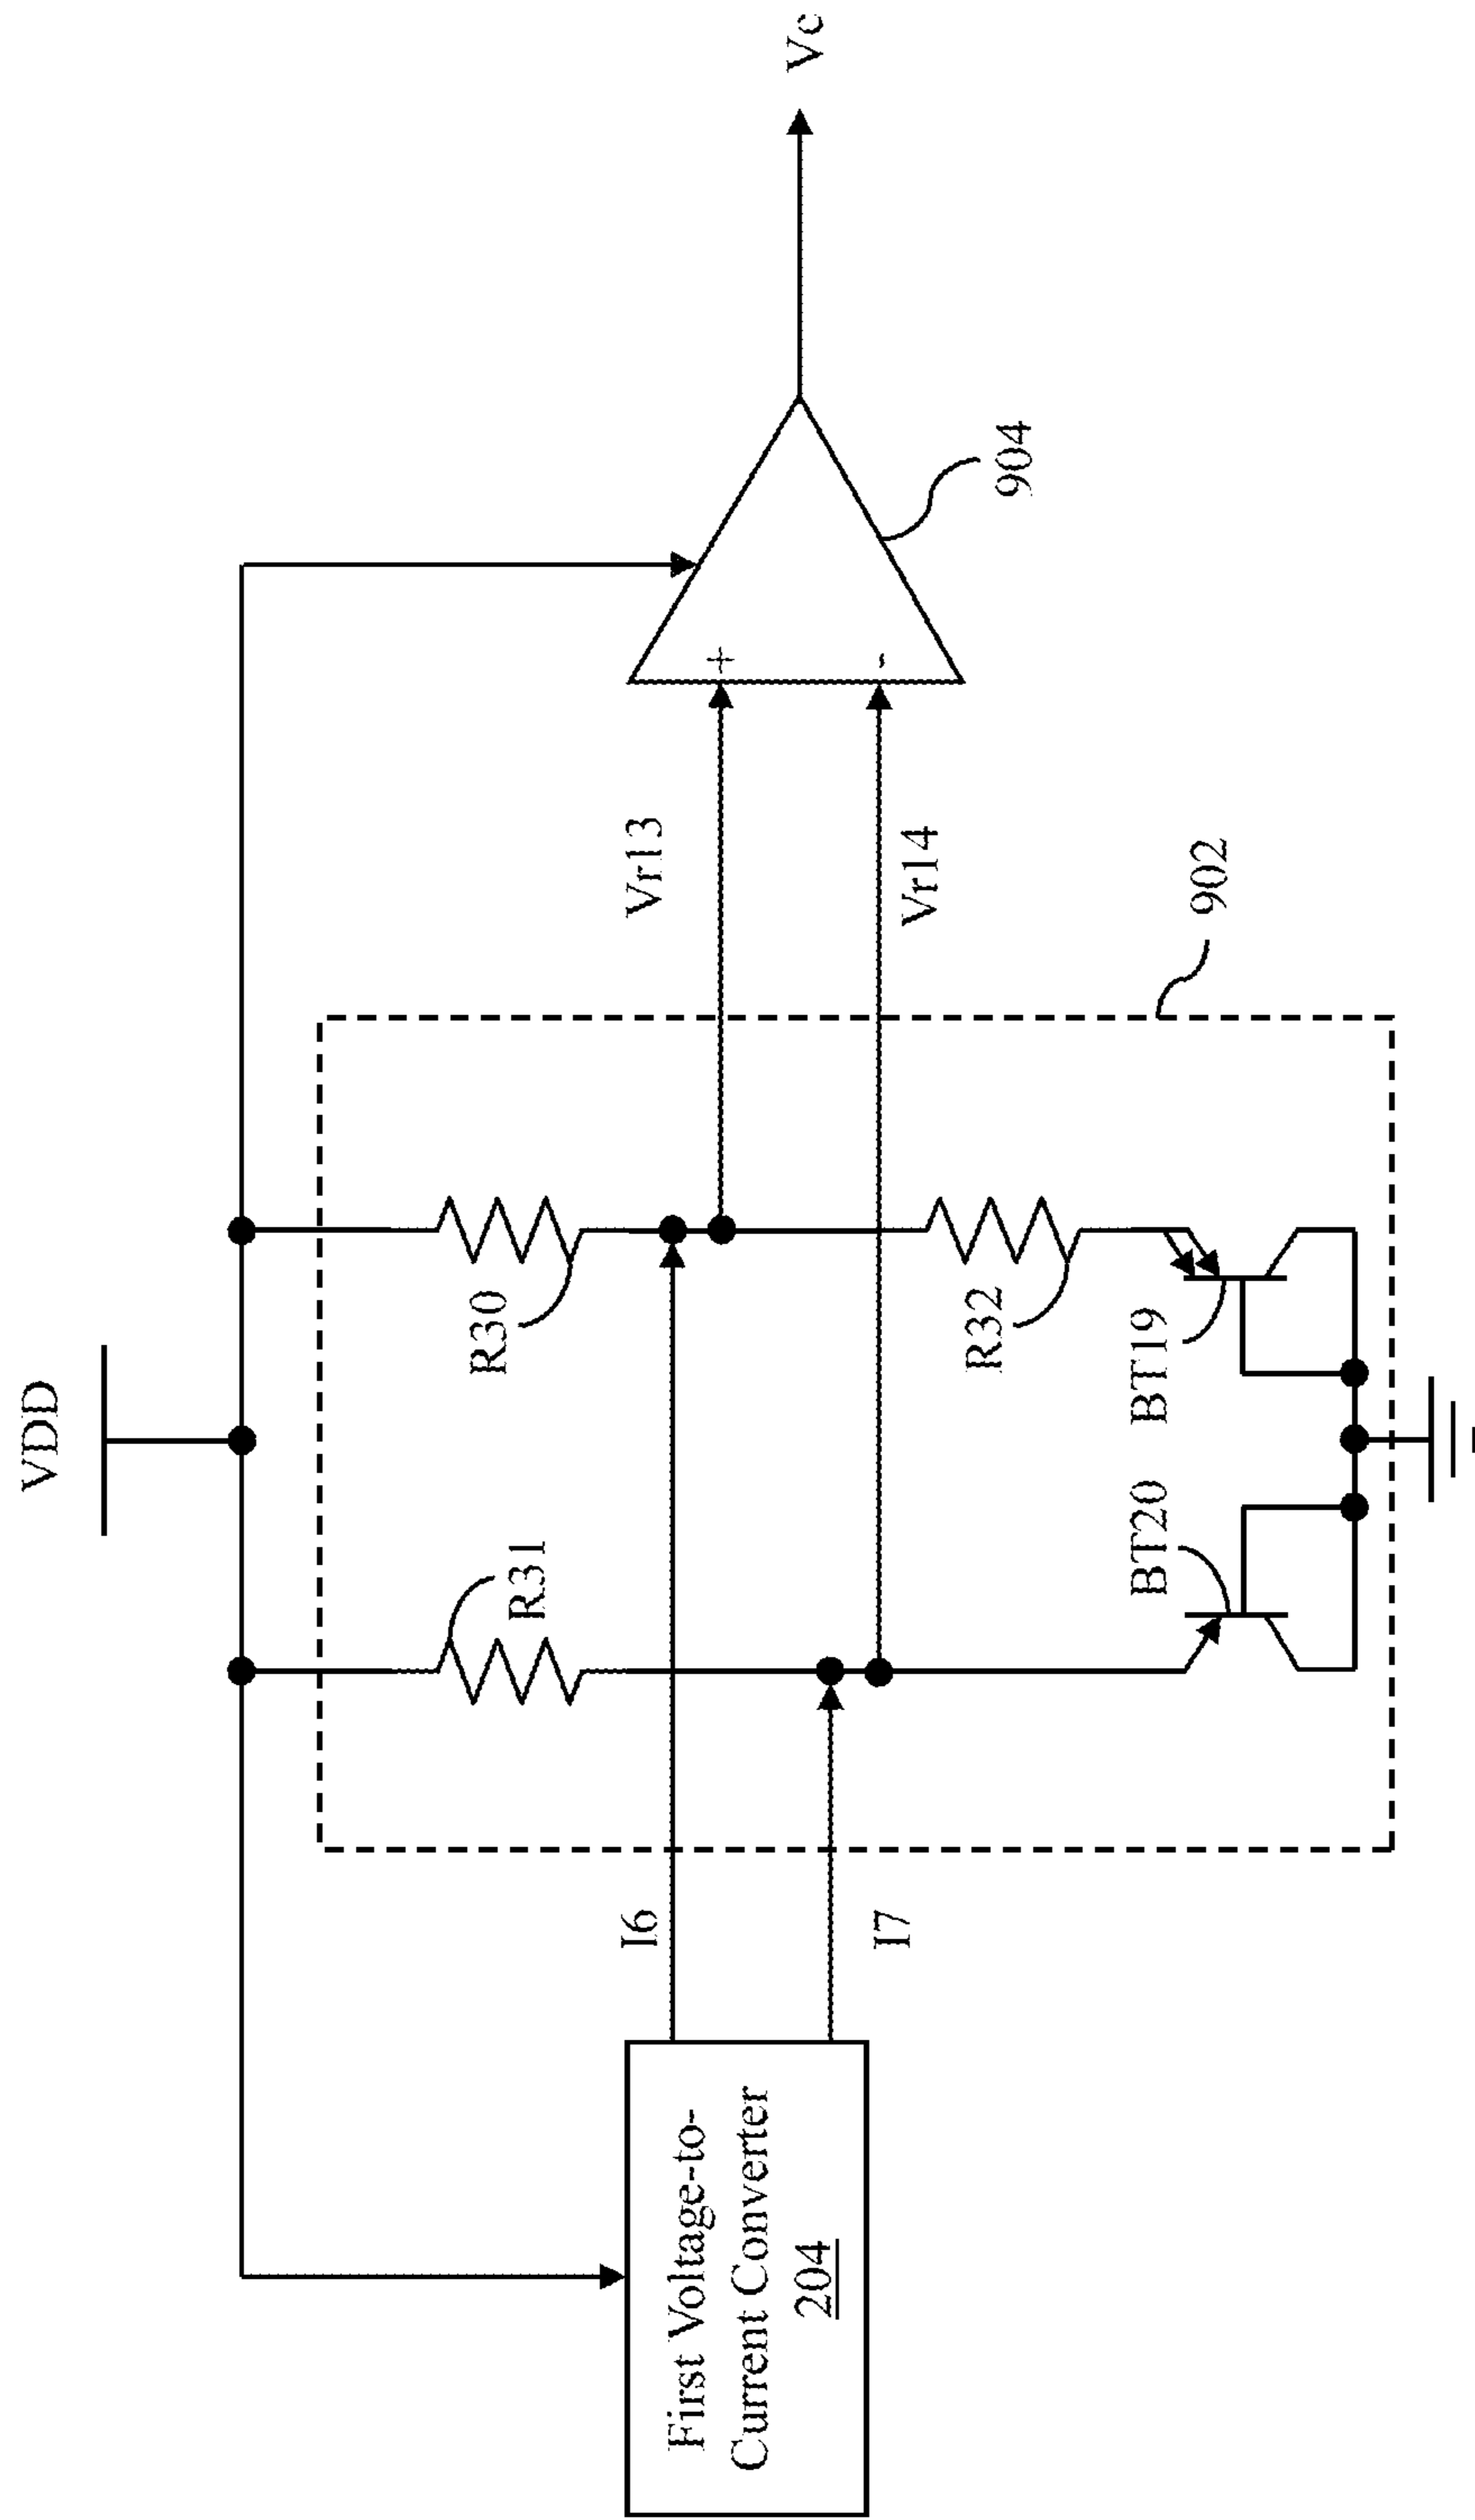 VDD
R31
R30
I6
I7
Vr13
Vr14
+
-
Vc
904
First Voltage-to-
Current Converter
204
R32
BT20
BT19
902